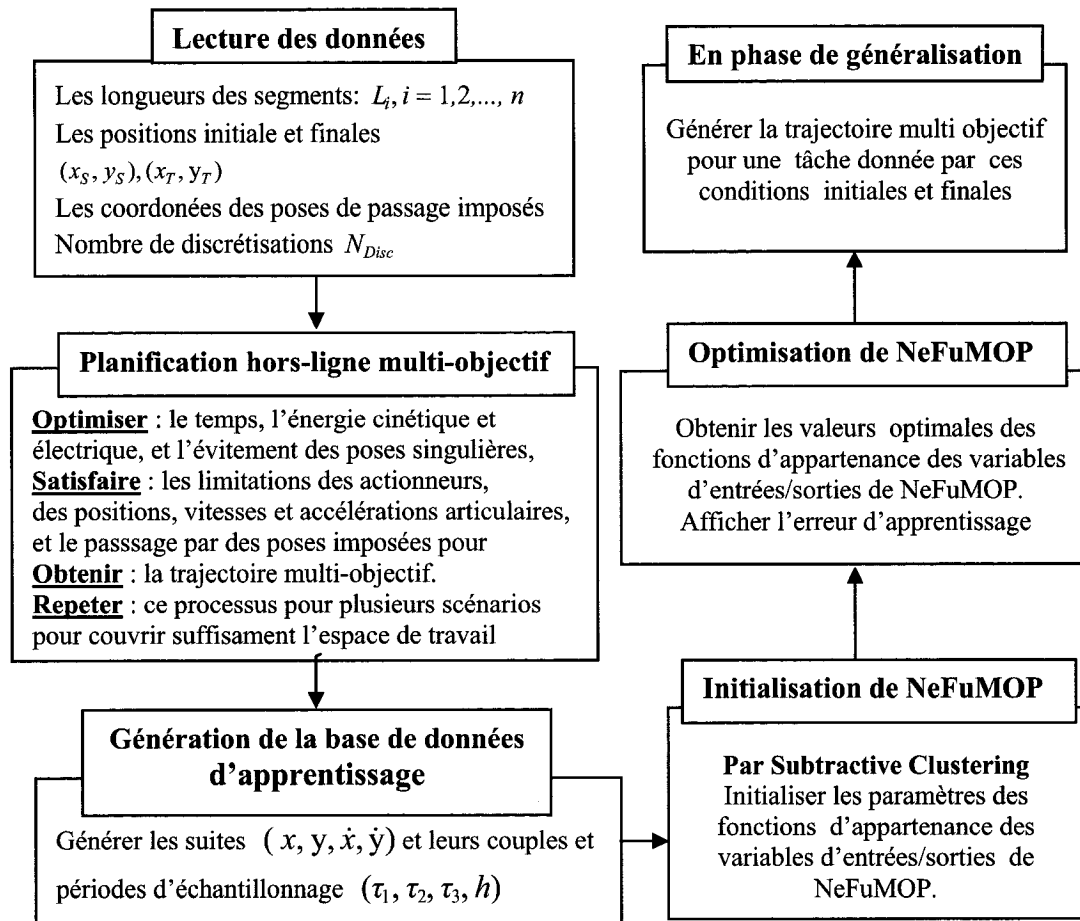 Lecture des données
Les longueurs des segments: L_i, i = 1,2,..., n
Les positions initiale et finales
(x_S, y_S),(x_T, y_T)
Les coordonées des poses de passage imposés
Nombre de discrétisations N_Disc
Planification hors-ligne multi-objectif
Optimiser : le temps, l'énergie cinétique et
électrique, et l'évitement des poses singulières,
Satisfaire : les limitations des actionneurs,
des positions, vitesses et accélérations articulaires,
et le passsage par des poses imposées pour
Obtenir : la trajectoire multi-objectif.
Repeter : ce processus pour plusieurs scénarios
pour couvrir suffisament l'espace de travail
Génération de la base de données
d'apprentissage
Générer les suites (x, y, ẋ, ẏ) et leurs couples et
périodes d'échantillonnage (τ₁, τ₂, τ₃, h)
Initialisation de NeFuMOP
Par Subtractive Clustering
Initialiser les paramètres des
fonctions d'appartenance des
variables d'entrées/sorties de
NeFuMOP.
Optimisation de NeFuMOP
Obtenir les valeurs optimales des
fonctions d'appartenance des variables
d'entrées/sorties de NeFuMOP.
Afficher l'erreur d'apprentissage
En phase de généralisation
Générer la trajectoire multi objectif
pour une tâche donnée par ces
conditions initiales et finales